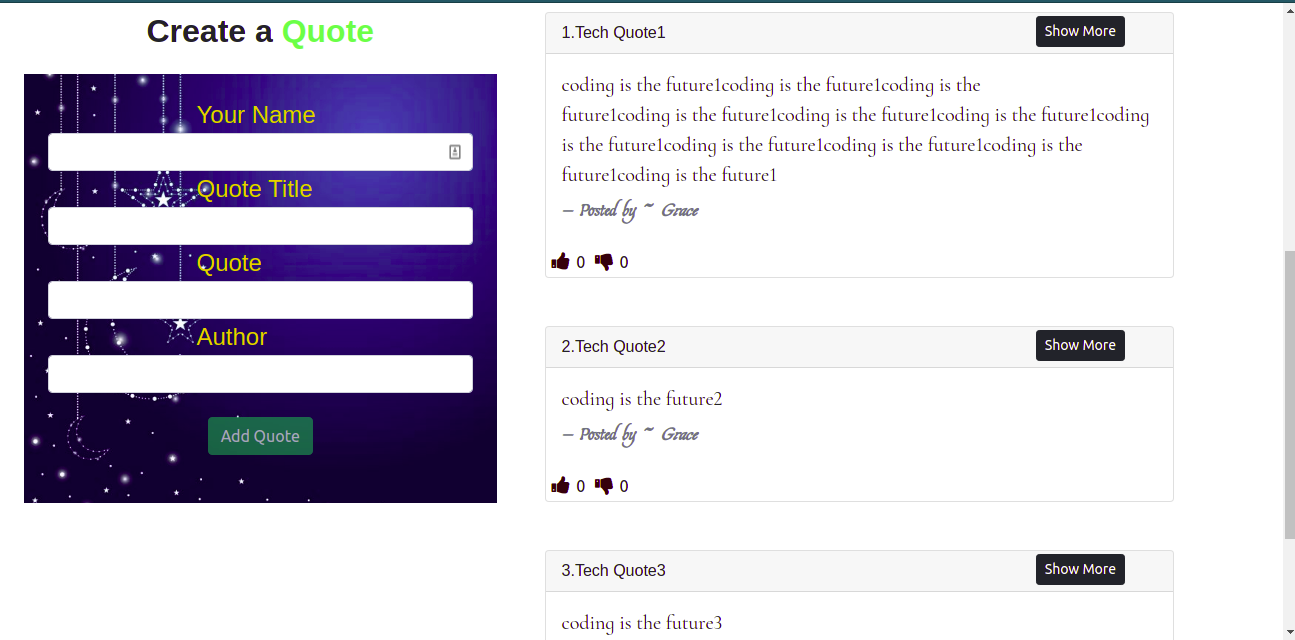 Create a Quote
Your Name
Quote Title
Quote
Author
Add Quote
1.Tech Quote1
Show More
coding is the future1coding is the future1coding is the
future1coding is the future1coding is the future1coding is the future1coding
is the future1coding is the future1coding is the future1coding is the
future1coding is the future1
– Posted by ~ Grace
0 0
2.Tech Quote2
Show More
coding is the future2
– Posted by ~ Grace
0 0
3.Tech Quote3
Show More
coding is the future3